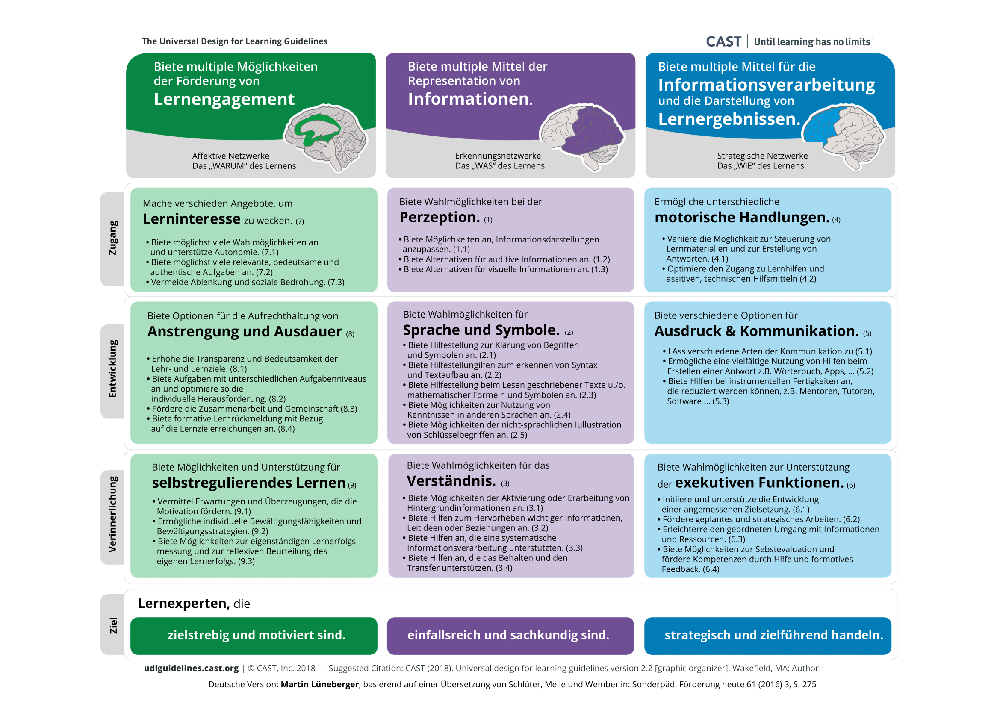 The Universal Design for Learning Guidelines
CAST | Until learning has no limits™
Biete multiple Möglichkeiten
der Förderung von
Lernengagement
Affektive Netzwerke
Das „WARUM“ des Lernens
Biete multiple Mittel der
Representation von
Informationen.
Erkennungsnetzwerke
Das „WAS“ des Lernens
Biete multiple Mittel für die
Informationsverarbeitung
und die Darstellung von
Lernergebnissen.
Strategische Netzwerke
Das „WIE“ des Lernens
Zugang
Mache verschieden Angebote, um
Lerninteresse zu wecken. (7)
• Biete möglichst viele Wahlmöglichkeiten an
und unterstütze Autonomie. (7.1)
• Biete möglichst viele relevante, bedeutsame und
authentische Aufgaben an. (7.2)
• Vermeide Ablenkung und soziale Bedrohung. (7.3)
Biete Wahlmöglichkeiten bei der
Perzeption. (1)
• Biete Möglichkeiten an, Informationsdarstellungen
anzupassen. (1.1)
• Biete Alternativen für auditive Informationen an. (1.2)
• Biete Alternativen für visuelle Informationen an. (1.3)
Ermögliche unterschiedliche
motorische Handlungen. (4)
• Variiere die Möglichkeit zur Steuerung von
Lernmaterialien und zur Erstellung von
Antworten. (4.1)
• Optimiere den Zugang zu Lernhilfen und
assitiven, technischen Hilfsmitteln (4.2)
Entwicklung
Biete Optionen für die Aufrechthaltung von
Anstrengung und Ausdauer (8)
• Erhöhe die Transparenz und Bedeutsamkeit der
Lehr- und Lernziele. (8.1)
• Biete Aufgaben mit unterschiedlichen Aufgabenniveaus
an und optimiere so die
individuelle Herausforderung. (8.2)
• Fördere die Zusammenarbeit und Gemeinschaft (8.3)
• Biete formative Lernrückmeldung mit Bezug
auf die Lernzielerreichungen an. (8.4)
Biete Wahlmöglichkeiten für
Sprache und Symbole. (2)
• Biete Hilfestellung zur Klärung von Begriffen
und Symbolen an. (2.1)
• Biete Hilfestellungilfen zum erkennen von Syntax
und Textaufbau an. (2.2)
• Biete Hilfestellung beim Lesen geschriebener Texte u./o.
mathematischer Formeln und Symbolen an. (2.3)
• Biete Möglichkeiten zur Nutzung von
Kenntnissen in anderen Sprachen an. (2.4)
• Biete Möglichkeiten der nicht-sprachlichen Iullustration
von Schlüsselbegriffen an. (2.5)
Biete verschiedene Optionen für
Ausdruck & Kommunikation. (5)
• LAss verschiedene Arten der Kommunikation zu (5.1)
• Ermögliche eine vielfältige Nutzung von Hilfen beim
Erstellen einer Antwort z.B. Wörterbuch, Apps, ... (5.2)
• Biete Hilfen bei instrumentellen Fertigkeiten an,
die reduziert werden können, z.B. Mentoren, Tutoren,
Software ... (5.3)
Verinnerlichung
Biete Möglichkeiten und Unterstützung für
selbstregulierendes Lernen (9)
• Vermittel Erwartungen und Überzeugungen, die die
Motivation fördern. (9.1)
• Ermögliche individuelle Bewältigungsfähigkeiten und
Bewältigungsstrategien. (9.2)
• Biete Möglichkeiten zur eigenständigen Lernerfolgs-
messung und zur reflexiven Beurteilung des
eigenen Lernerfolgs. (9.3)
Biete Wahlmöglichkeiten für das
Verständnis. (3)
• Biete Möglichkeiten der Aktivierung oder Erarbeitung von
Hintergrundinformationen an. (3.1)
• Biete Hilfen zum Hervorheben wichtiger Informationen,
Leitideen oder Beziehungen an. (3.2)
• Biete HIlfen an, die eine systematische
Informationsverarbeitung unterstützten. (3.3)
• Biete Hilfen an, die das Behalten und den
Transfer unterstützen. (3.4)
Biete Wahlmöglichkeiten zur Unterstützung
der exekutiven Funktionen. (6)
• Initiiere und unterstütze die Entwicklung
einer angemessenen Zielsetzung. (6.1)
• Fördere geplantes und strategisches Arbeiten. (6.2)
• Erleichterre den geordneten Umgang mit Informationen
und Ressourcen. (6.3)
• Biete Möglichkeiten zur Sebstevaluation und
fördere Kompetenzen durch Hilfe und formotives
Feedback. (6.4)
Ziel
Lernexperten, die
zielstrebig und motiviert sind.
einfallsreich und sachkundig sind.
strategisch und zielführend handeln.
udlguidelines.cast.org | © CAST, Inc. 2018 | Suggested Citation: CAST (2018). Universal design for learning guidelines version 2.2 [graphic organizer]. Wakefield, MA: Author.
Deutsche Version: Martin Lüneberger, basierend auf einer Übersetzung von Schlüter, Melle und Wember in: Sonderpäd. Förderung heute 61 (2016) 3, S. 275